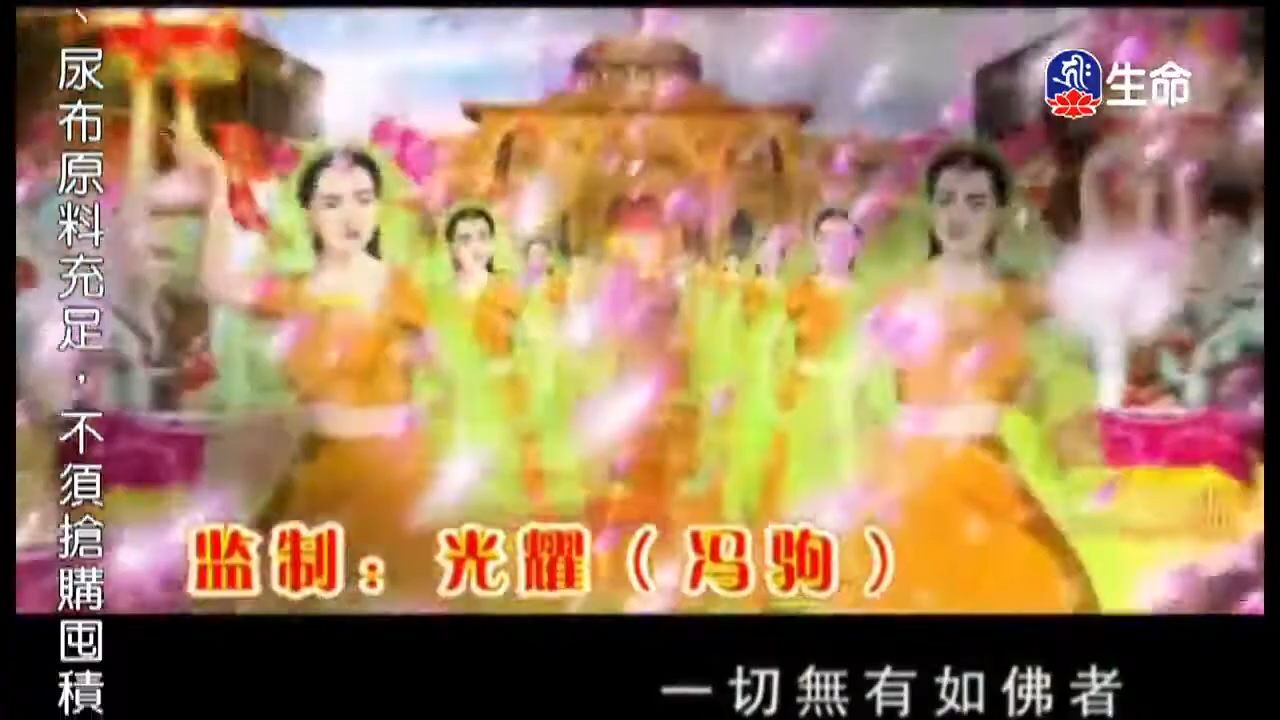 、尿布原料充足，不須搶購囤積
生命
监制：光耀（冯驹）
一切無有如佛者